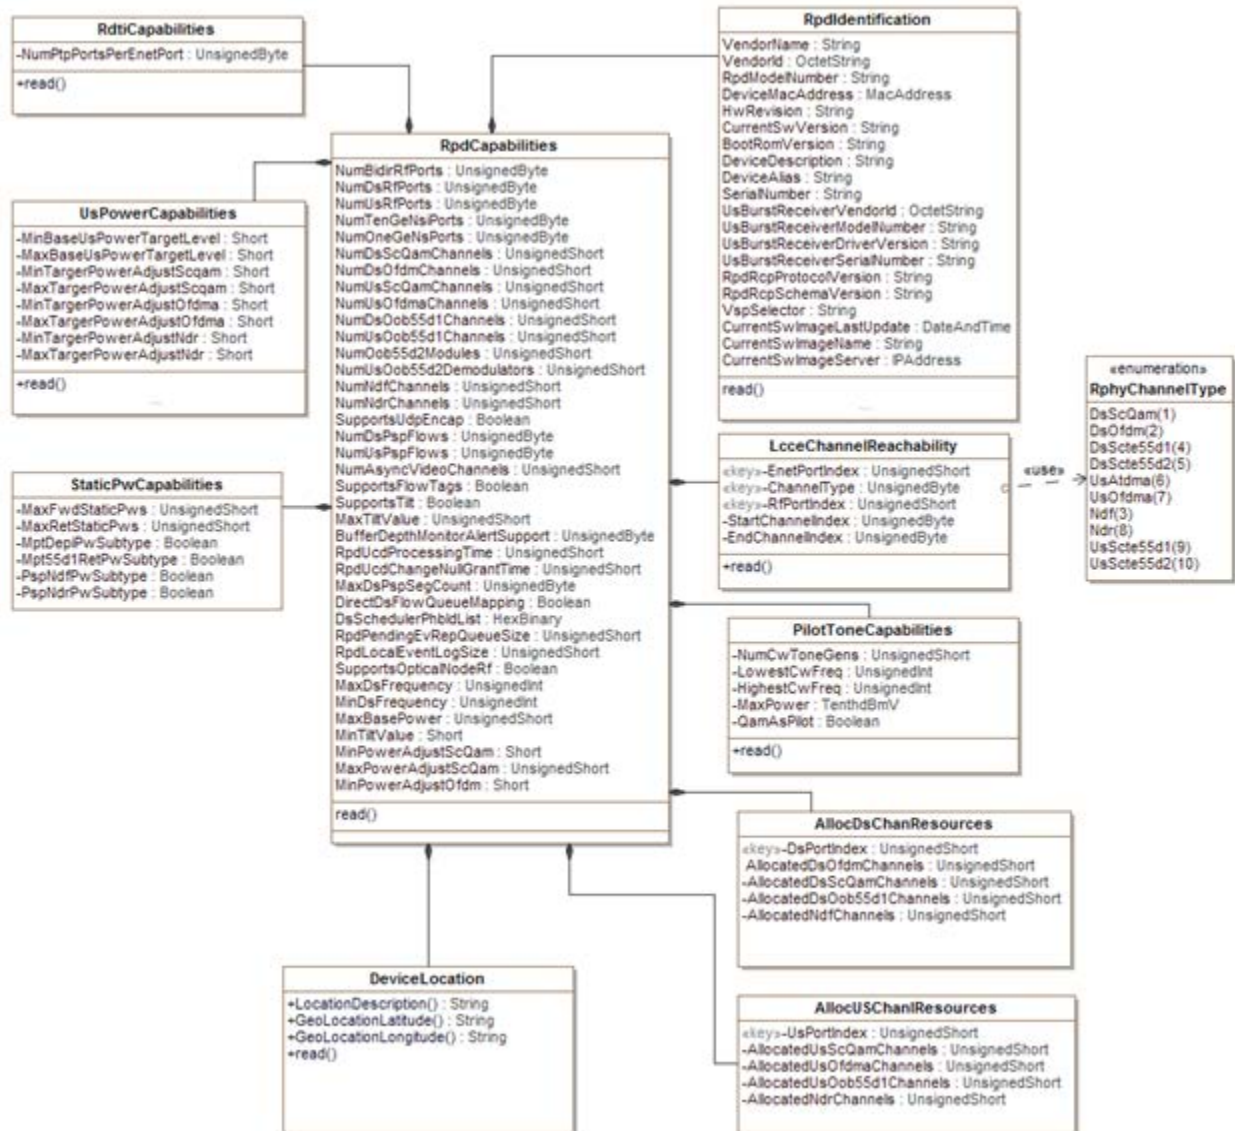 RdtiCapabilities
-NumPtpPortsPerEnetPort : UnsignedByte
+read()
RpdIdentification
VendorName : String
VendorId : OctetString
RpdModelNumber : String
DeviceMacAddress : MacAddress
HwRevision : String
CurrentSwVersion : String
BootRomVersion : String
DeviceDescription : String
DeviceAlias : String
SerialNumber : String
UsBurstReceiverVendorId : OctetString
UsBurstReceiverModelNumber : String
UsBurstReceiverDriverVersion : String
UsBurstReceiverSerialNumber : String
RpdRcpProtocolVersion : String
RpdRcpSchemaVersion : String
VspSelector : String
CurrentSwImageLastUpdate : DateAndTime
CurrentSwImageName : String
CurrentSwImageServer : IPAddress
read()
RpdCapabilities
NumBidirRfPorts : UnsignedByte
NumDsRfPorts : UnsignedByte
NumUsRfPorts : UnsignedByte
NumTenGeNsiPorts : UnsignedByte
NumOneGeNsPorts : UnsignedByte
NumDsScQamChannels : UnsignedShort
NumDsOfdmChannels : UnsignedShort
NumUsScQamChannels : UnsignedShort
NumUsOfdmaChannels : UnsignedShort
NumDsOob55d1Channels : UnsignedShort
NumUsOob55d1Channels : UnsignedShort
NumOob55d2Modules : UnsignedShort
NumUsOob55d2Demodulators : UnsignedShort
NumNdfChannels : UnsignedShort
NumNdrChannels : UnsignedShort
SupportsUdpEncap : Boolean
NumDsPspFlows : UnsignedByte
NumUsPspFlows : UnsignedByte
NumAsyncVideoChannels : UnsignedShort
SupportsFlowTags : Boolean
SupportsTilt : Boolean
MaxTiltValue : UnsignedShort
BufferDepthMonitorAlertSupport : UnsignedByte
RpdUcdProcessingTime : UnsignedShort
RpdUcdChangeNullGrantTime : UnsignedShort
MaxDsPspSegCount : UnsignedByte
DirectDsFlowQueueMapping : Boolean
DsSchedulerPhbIdList : HexBinary
RpdPendingEvRepQueueSize : UnsignedShort
RpdLocalEventLogSize : UnsignedShort
SupportsOpticalNodeRf : Boolean
MaxDsFrequency : UnsignedInt
MinDsFrequency : UnsignedInt
MaxBasePower : UnsignedShort
MinTiltValue : Short
MinPowerAdjustScQam : Short
MaxPowerAdjustScQam : UnsignedShort
MinPowerAdjustOfdm : Short
read()
UsPowerCapabilities
-MinBaseUsPowerTargetLevel : Short
-MaxBaseUsPowerTargetLevel : Short
-MinTargerPowerAdjustScqam : Short
-MaxTargerPowerAdjustScqam : Short
-MinTargerPowerAdjustOfdma : Short
-MaxTargerPowerAdjustOfdma : Short
-MinTargerPowerAdjustNdr : Short
-MaxTargerPowerAdjustNdr : Short
+read()
StaticPwCapabilities
-MaxFwdStaticPws : UnsignedShort
-MaxRetStaticPws : UnsignedShort
-MptDepiPwSubtype : Boolean
-Mpt55d1RetPwSubtype : Boolean
-PspNdfPwSubtype : Boolean
-PspNdrPwSubtype : Boolean
LcceChannelReachability
«key»-EnetPortIndex : UnsignedShort
«key»-ChannelType : UnsignedByte
«key»-RfPortIndex : UnsignedShort
-StartChannelIndex : UnsignedByte
-EndChannelIndex : UnsignedByte
+read()
«use»
«enumeration»
RphyChannelType
DsScQam(1)
DsOfdm(2)
DsScte55d1(4)
DsScte55d2(5)
UsAtdma(6)
UsOfdma(7)
Ndf(3)
Ndr(8)
UsScte55d1(9)
UsScte55d2(10)
PilotToneCapabilities
-NumCwToneGens : UnsignedShort
-LowestCwFreq : UnsignedInt
-HighestCwFreq : UnsignedInt
-MaxPower : TenthdBmV
-QamAsPilot : Boolean
+read()
AllocDsChanResources
«key»-DsPortIndex : UnsignedShort
AllocatedDsOfdmChannels : UnsignedShort
-AllocatedDsScQamChannels : UnsignedShort
-AllocatedDsOob55d1Channels : UnsignedShort
-AllocatedNdfChannels : UnsignedShort
DeviceLocation
+LocationDescription() : String
+GeoLocationLatitude() : String
+GeoLocationLongitude() : String
+read()
AllocUSChanlResources
«key»-UsPortIndex : UnsignedShort
-AllocatedUsScQamChannels : UnsignedShort
-AllocatedUsOfdmaChannels : UnsignedShort
-AllocatedUsOob55d1Channels : UnsignedShort
-AllocatedNdrChannels : UnsignedShort